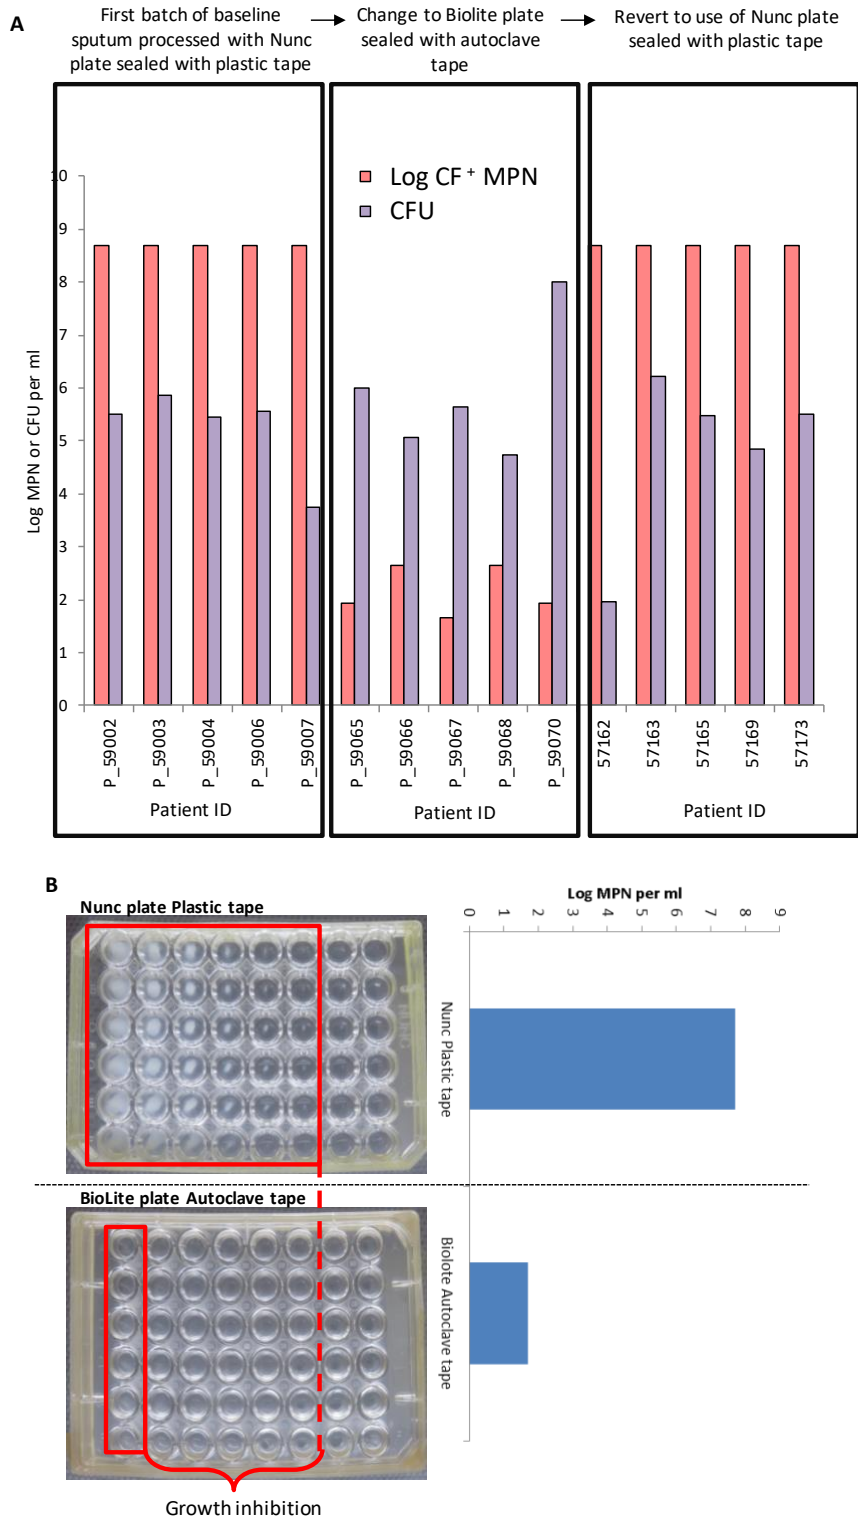 A
First batch of baseline
sputum processed with Nunc
plate sealed with plastic tape
Change to Biolite plate
sealed with autoclave
tape
Revert to use of Nunc plate
sealed with plastic tape
Log CF + MPN
CFU
Log MPN or CFU per ml
10
9
8
7
6
5
4
3
2
1
0
P_59002
P_59003
P_59004
P_59006
P_59007
P_59065
P_59066
P_59067
P_59068
P_59070
57162
57163
57165
57169
57173
Patient ID
Patient ID
Patient ID
B
Nunc plate Plastic tape
Log MPN per ml
0
1
2
3
4
5
6
7
8
9
Nunc Plastic tape
BioLite plate Autoclave tape
Biolote Autoclave tape
Growth inhibition